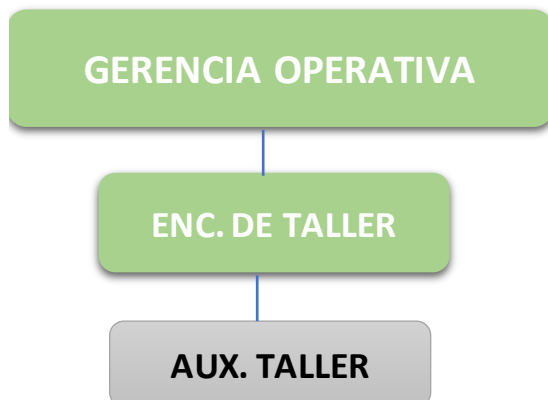 GERENCIA OPERATIVA
ENC. DE TALLER
AUX. TALLER